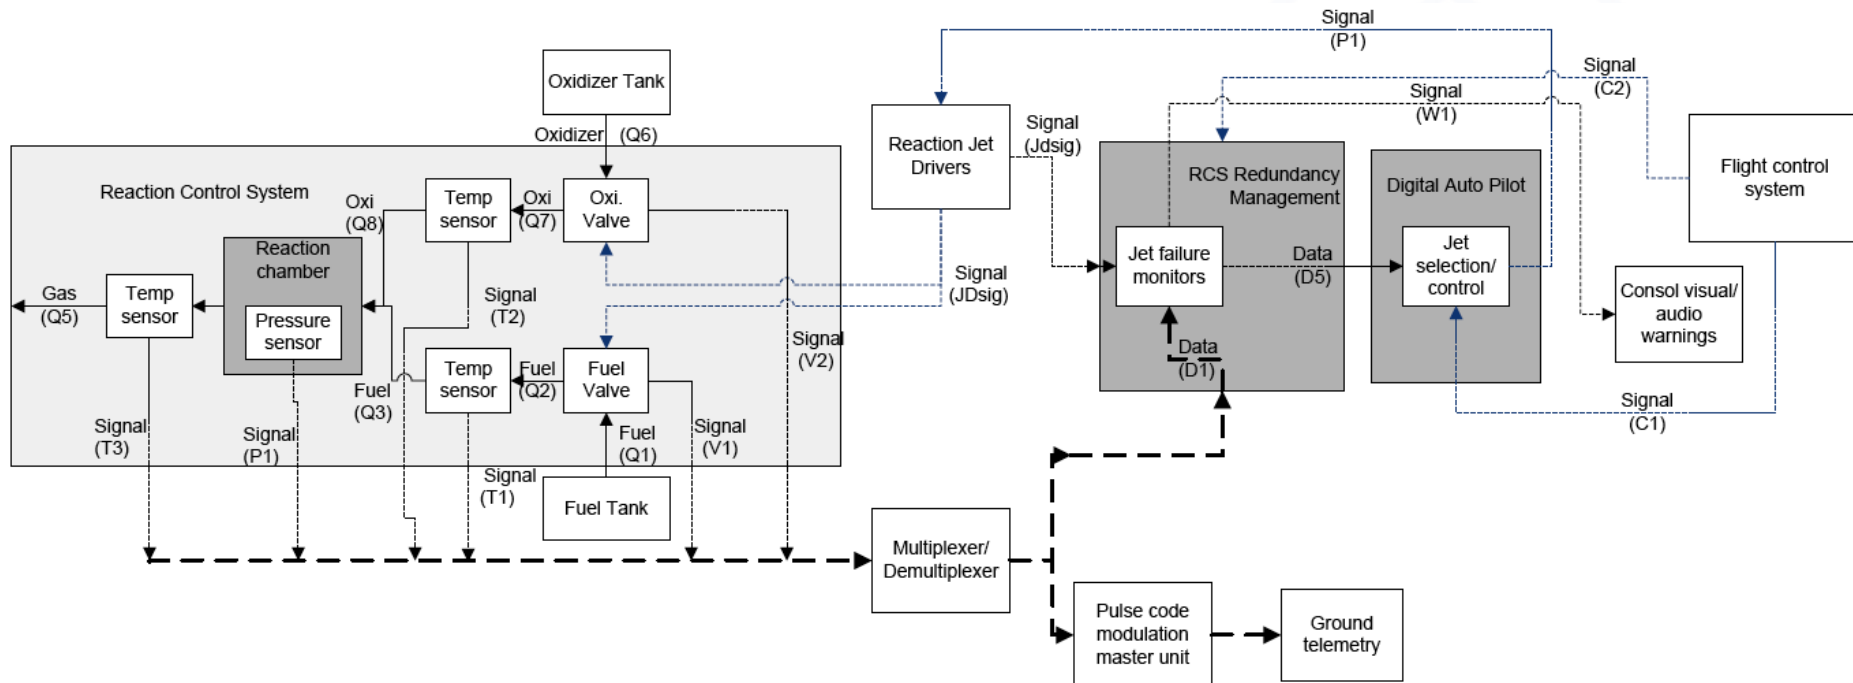 Signal
(P1)
Signal
(C2)
Signal
(W1)
Oxidizer Tank
Oxidizer (Q6)
Reaction Jet
Drivers
Signal
(Jdsig)
Flight control
system
Reaction Control System
Temp
sensor
Oxi
(Q7)
Oxi.
Valve
Oxi
(Q8)
RCS Redundancy
Management
Digital Auto Pilot
Reaction
chamber
Jet failure
monitors
Data
(D5)
Jet
selection/
control
Gas
(Q5)
Temp
sensor
Pressure
sensor
Signal
(T2)
Signal
(JDsig)
Consol visual/
audio
warnings
Signal
(V2)
Data
(D1)
Temp
sensor
Fuel
(Q2)
Fuel
Valve
Fuel
(Q3)
Signal
(C1)
Signal
(T3)
Signal
(P1)
Fuel
(Q1)
Signal
(V1)
Signal
(T1)
Fuel Tank
Multiplexer/
Demultiplexer
Pulse code
modulation
master unit
Ground
telemetry